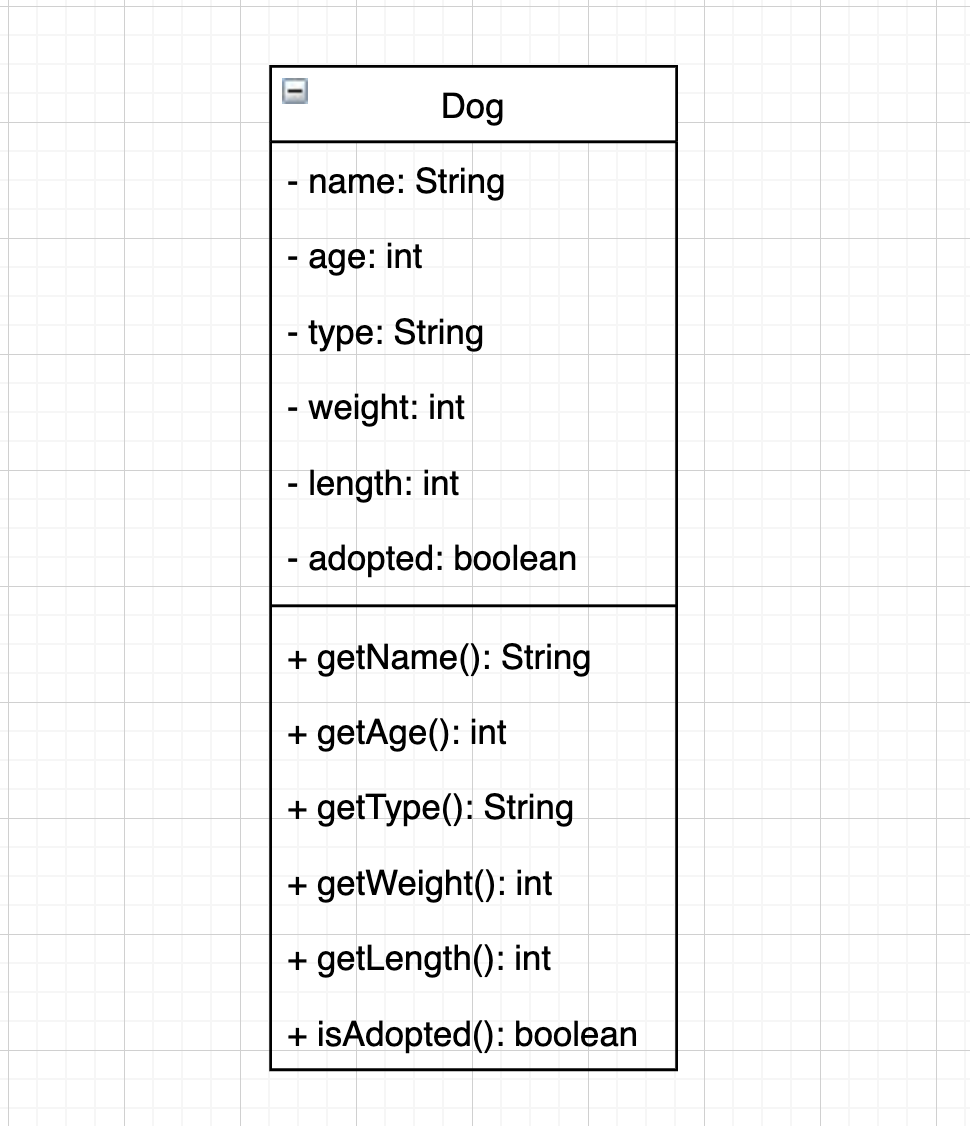 Dog
- name: String
- age: int
- type: String
- weight: int
- length: int
- adopted: boolean
+ getName(): String
+ getAge(): int
+ getType(): String
+ getWeight(): int
+ getLength(): int
+ isAdopted(): boolean